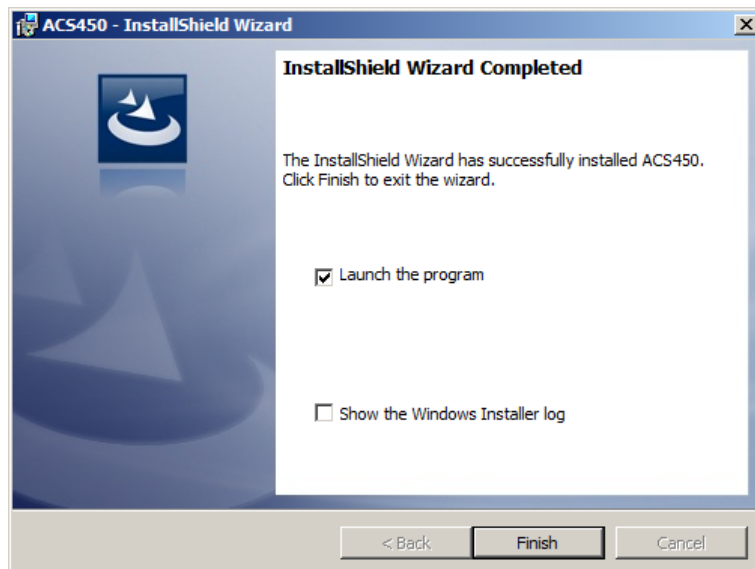 ACS450 - InstallShield Wizard
InstallShield Wizard Completed
The InstallShield Wizard has successfully installed ACS450.
Click Finish to exit the wizard.
Launch the program
Show the Windows Installer log
< Back Finish Cancel